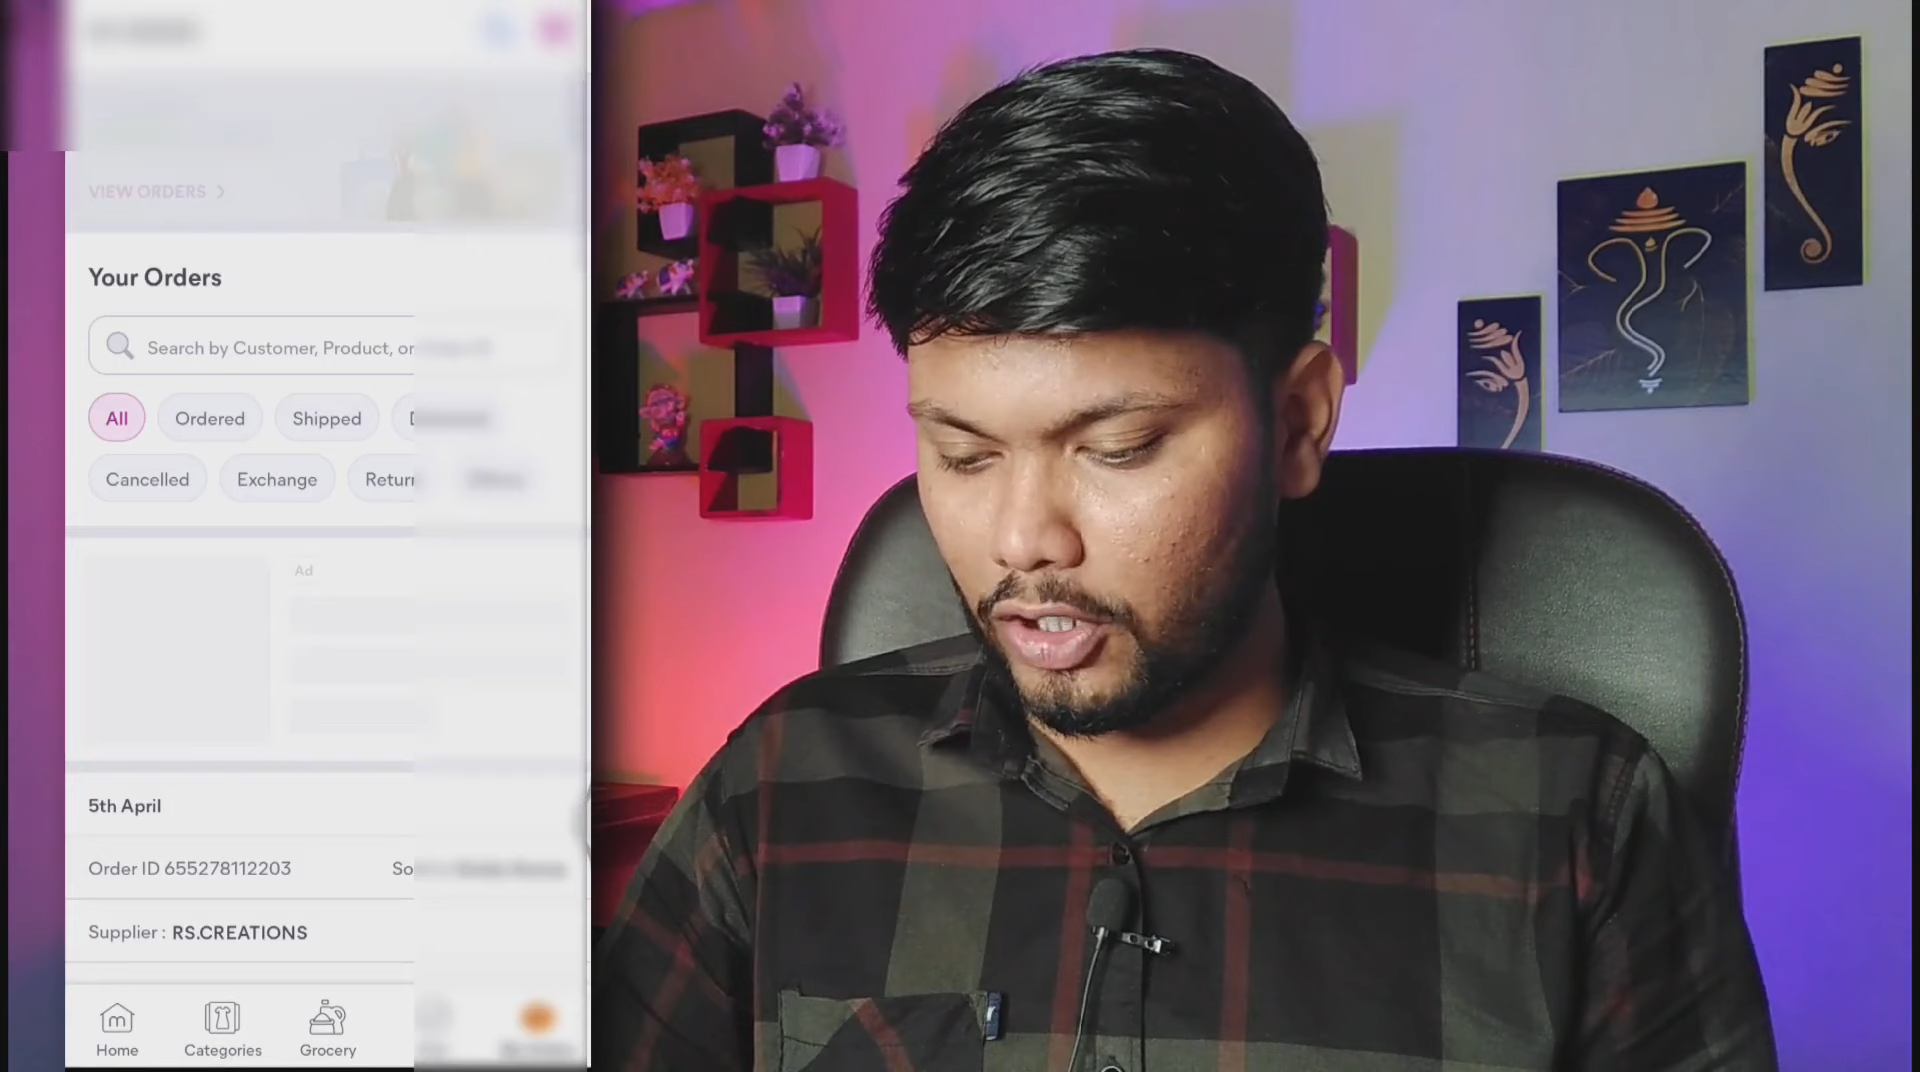 VIEW ORDERS >
Your Orders
Search by Customer, Product, or
All Ordered Shipped
Cancelled Exchange Return
Ad
5th April
Order ID 655278112203
Supplier : RS.CREATIONS
Home Categories Grocery